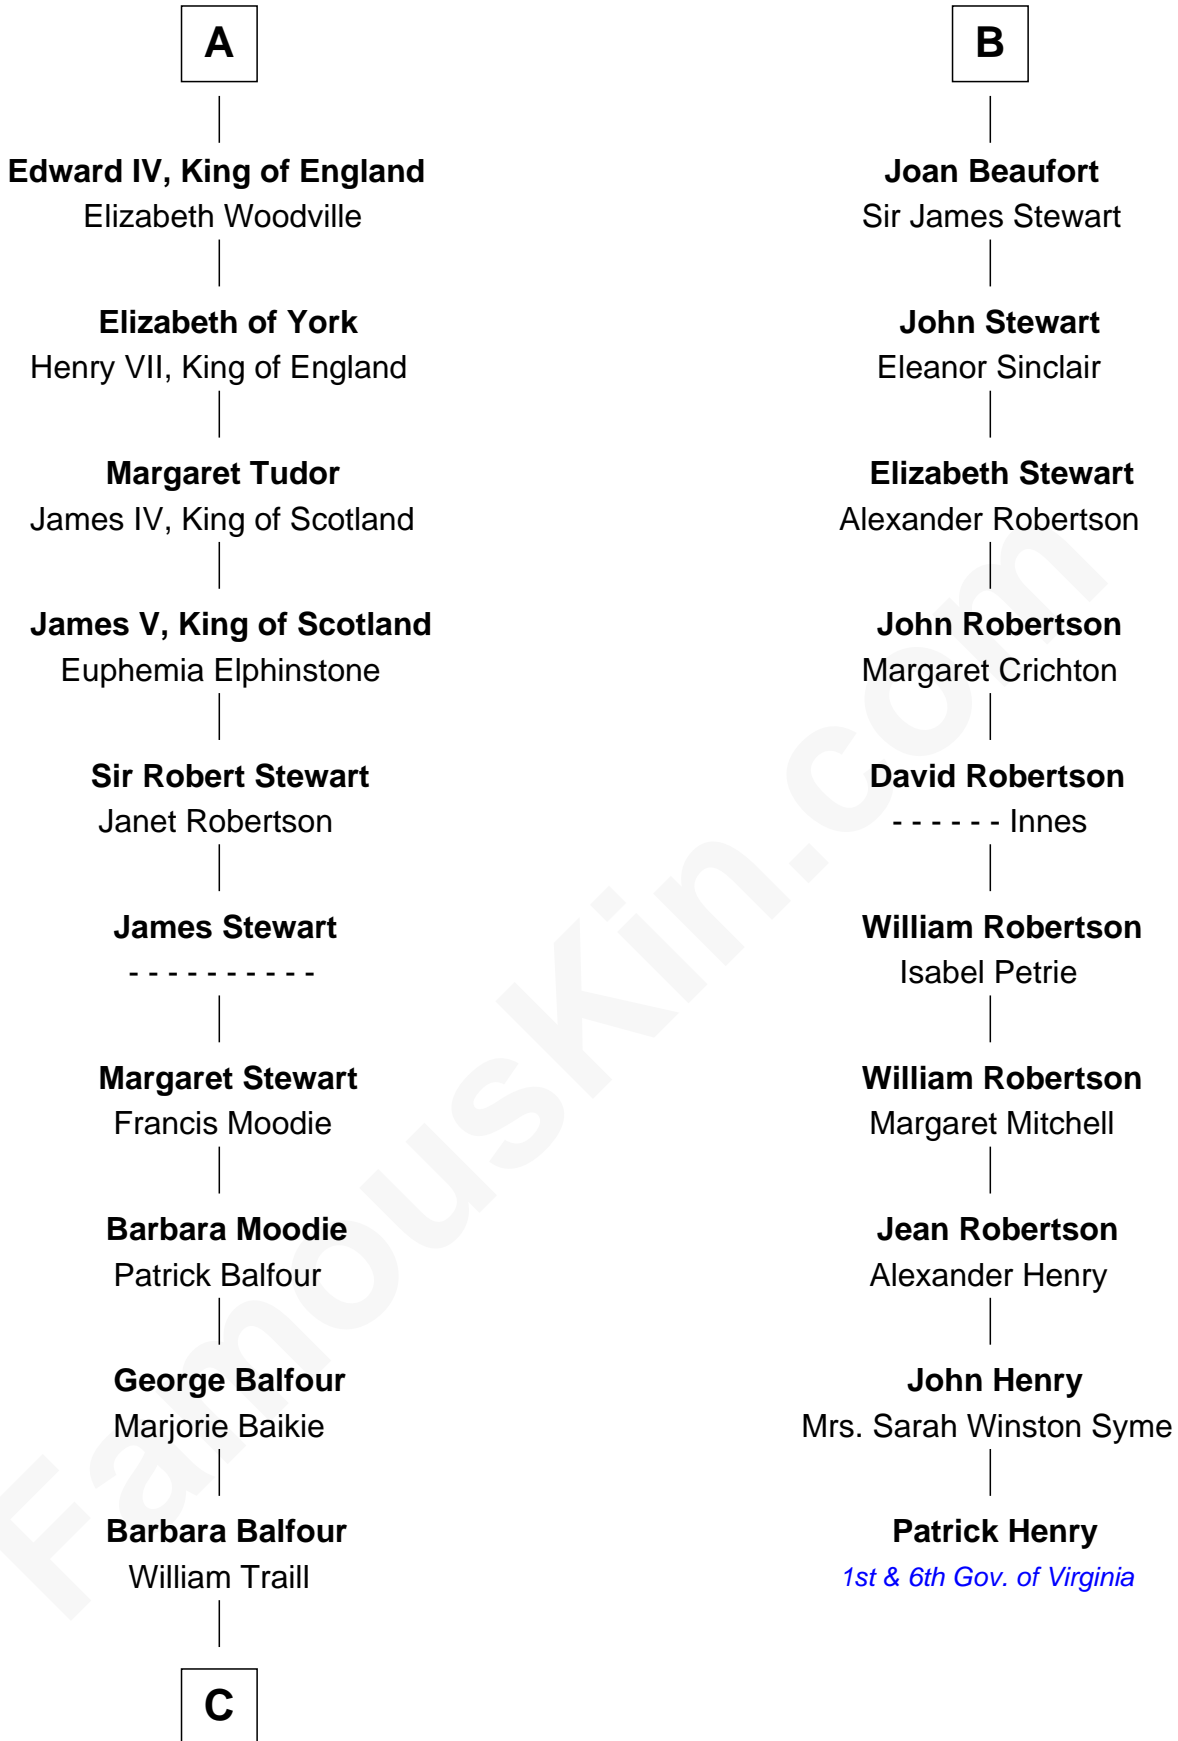 A
Edward IV, King of England
Elizabeth Woodville
Elizabeth of York
Henry VII, King of England
Margaret Tudor
James IV, King of Scotland
James V, King of Scotland
Euphemia Elphinstone
Sir Robert Stewart
Janet Robertson
James Stewart
- - - - - - - - - -
Margaret Stewart
Francis Moodie
Barbara Moodie
Patrick Balfour
George Balfour
Marjorie Baikie
Barbara Balfour
William Traill
C
B
Joan Beaufort
Sir James Stewart
John Stewart
Eleanor Sinclair
Elizabeth Stewart
Alexander Robertson
John Robertson
Margaret Crichton
David Robertson
- - - - - - Innes
William Robertson
Isabel Petrie
William Robertson
Margaret Mitchell
Jean Robertson
Alexander Henry
John Henry
Mrs. Sarah Winston Syme
Patrick Henry
1st & 6th Gov. of Virginia
FamousKin.com